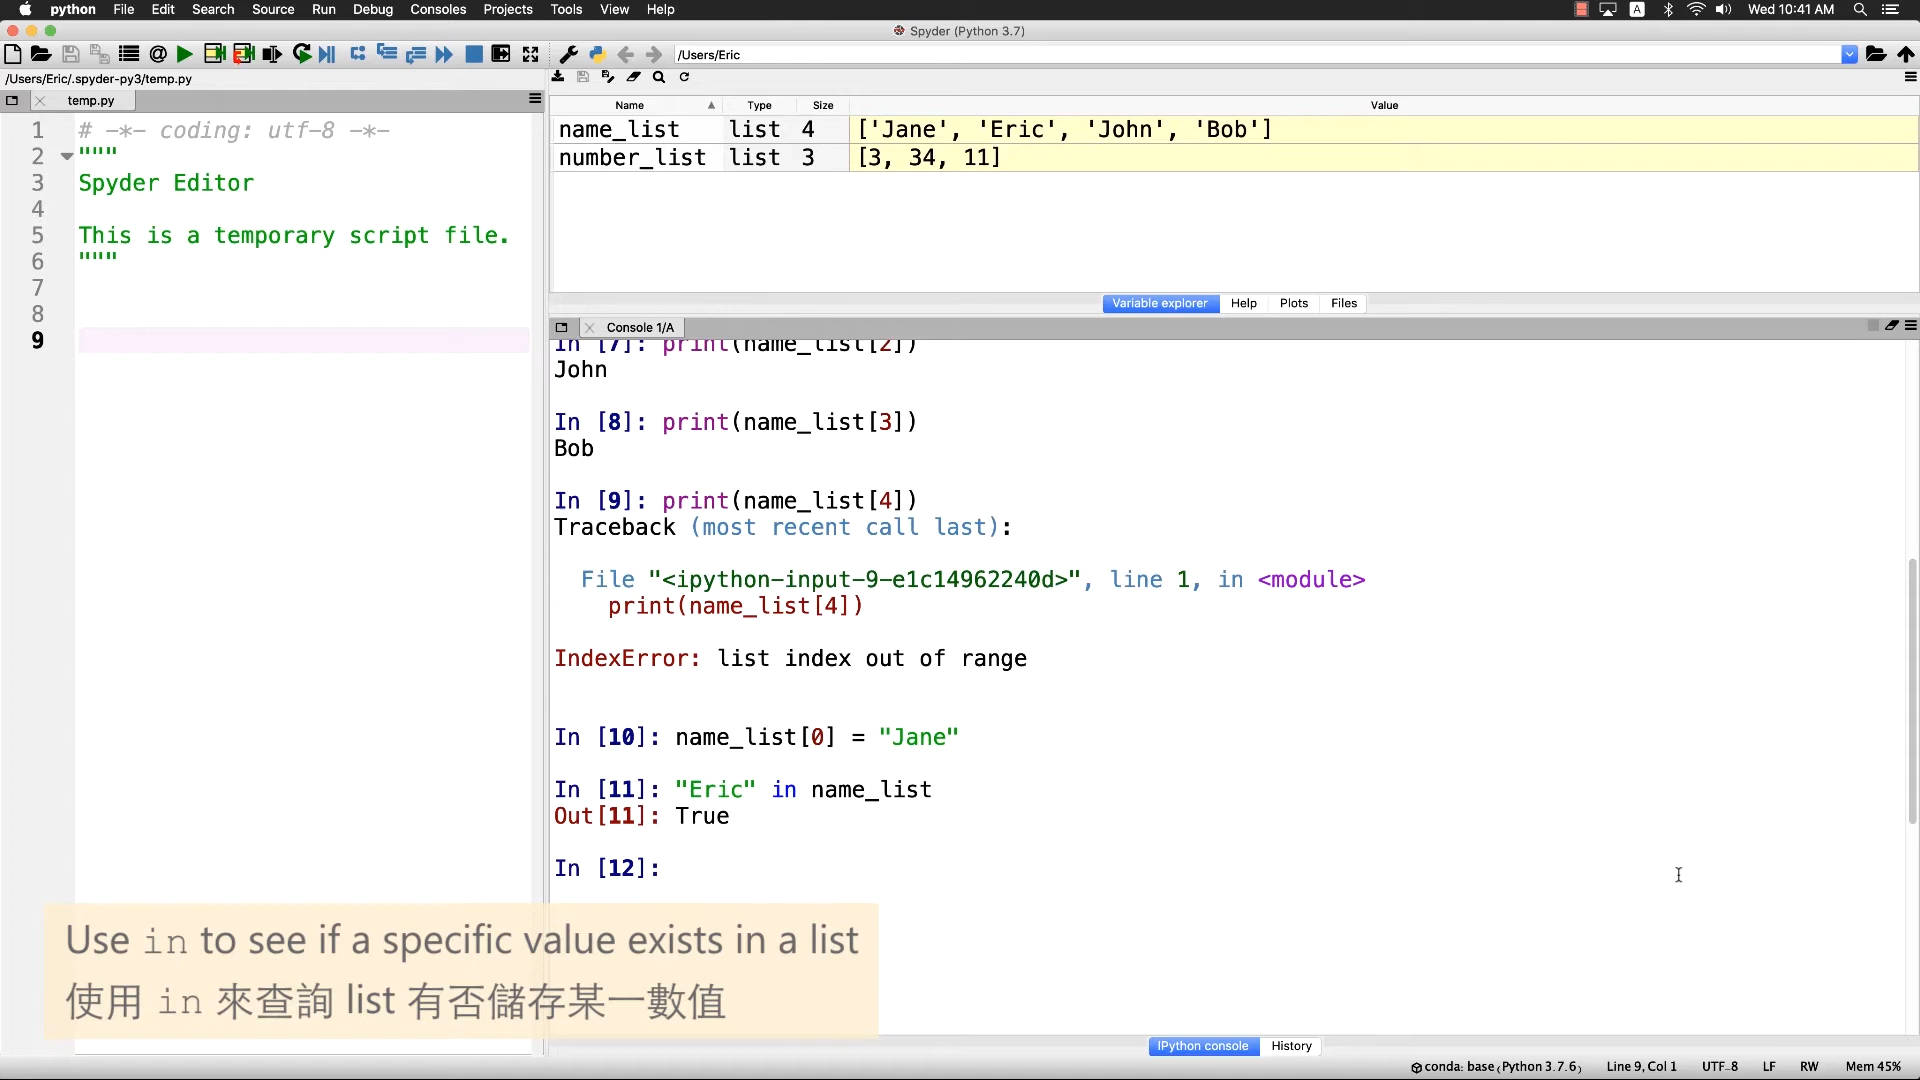 python File Edit Search Source Run Debug Consoles Projects Tools View Help A Wed 10:41 AM
Spyder (Python 3.7)
/Users/Eric
/Users/Eric/.spyder-py3/temp.py
temp.py
1 # -*- coding: utf-8 -*-
2 """
3 Spyder Editor
4
5 This is a temporary script file.
6 """
7
8
9
Name Type Size Value
name_list list 4 ['Jane', 'Eric', 'John', 'Bob']
number_list list 3 [3, 34, 11]
Variable explorer Help Plots Files
Console 1/A
In [7]: print(name_list[2])
John
In [8]: print(name_list[3])
Bob
In [9]: print(name_list[4])
Traceback (most recent call last):
File "<ipython-input-9-e1c14962240d>", line 1, in <module>
print(name_list[4])
IndexError: list index out of range
In [10]: name_list[0] = "Jane"
In [11]: "Eric" in name_list
Out[11]: True
In [12]:
Use in to see if a specific value exists in a list
使用 in 來查詢 list 有否儲存某一數值
IPython console History
conda: base (Python 3.7.6) Line 9, Col 1 UTF-8 LF RW Mem 45%